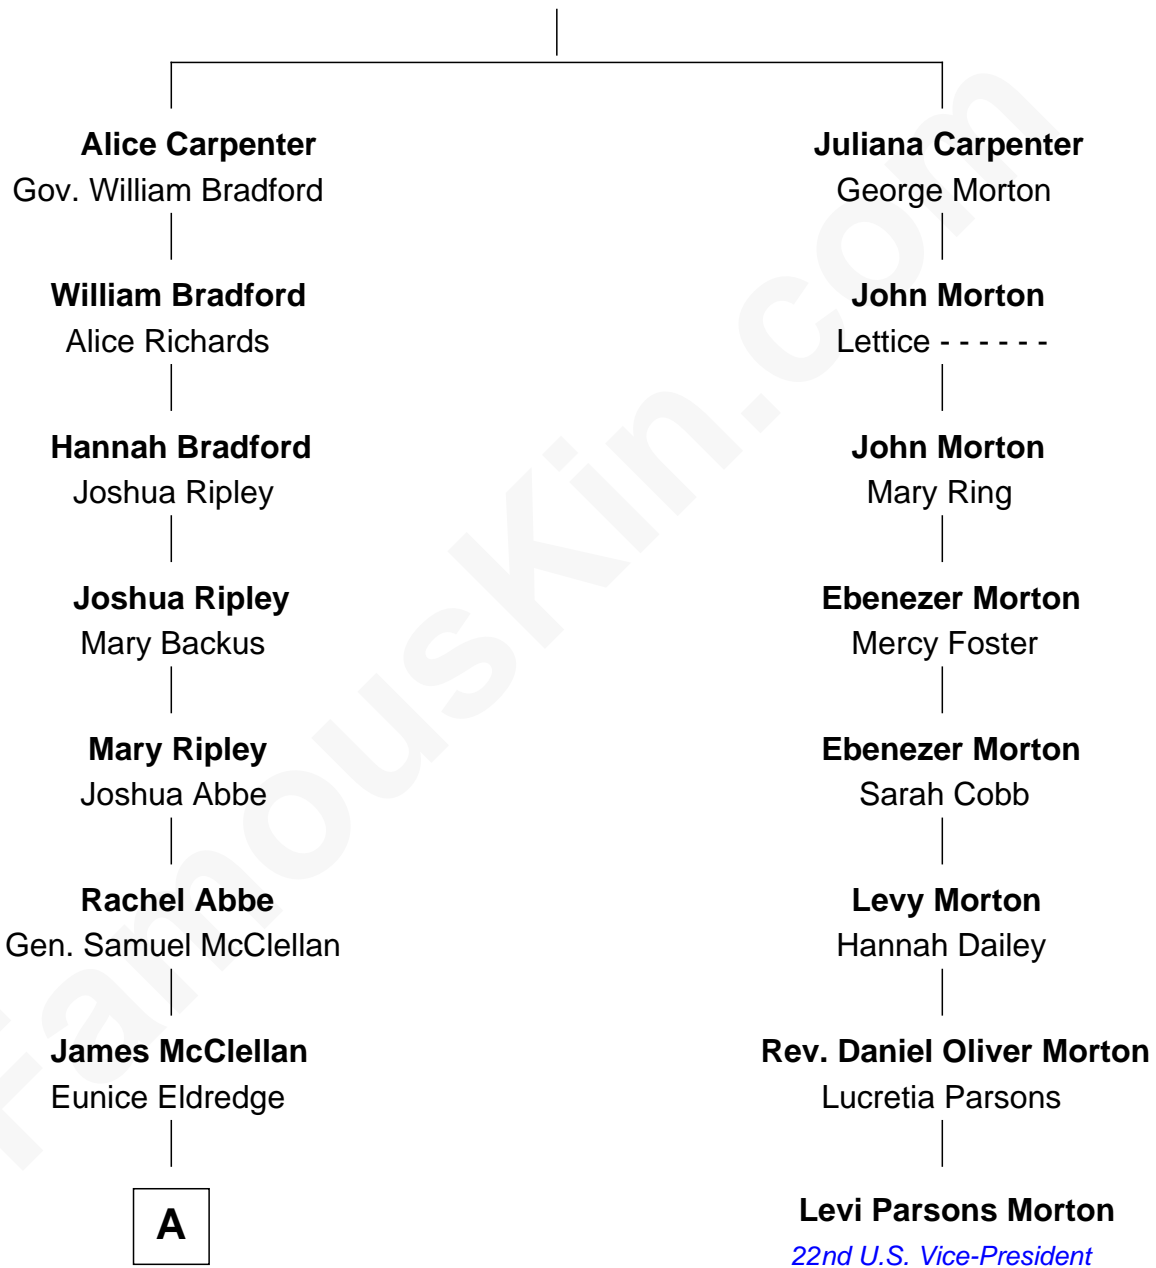 Alice Carpenter
Gov. William Bradford
William Bradford
Alice Richards
Hannah Bradford
Joshua Ripley
Joshua Ripley
Mary Backus
Mary Ripley
Joshua Abbe
Rachel Abbe
Gen. Samuel McClellan
James McClellan
Eunice Eldredge
A
Juliana Carpenter
George Morton
John Morton
Lettice - - - - - -
John Morton
Mary Ring
Ebenezer Morton
Mercy Foster
Ebenezer Morton
Sarah Cobb
Levy Morton
Hannah Dailey
Rev. Daniel Oliver Morton
Lucretia Parsons
Levi Parsons Morton
22nd U.S. Vice-President
FamousKin.com